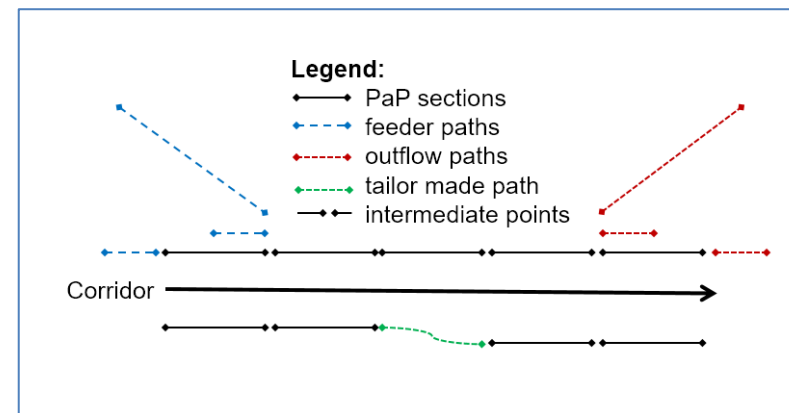 Legend:
PaP sections
feeder paths
outflow paths
tailor made path
intermediate points
Corridor